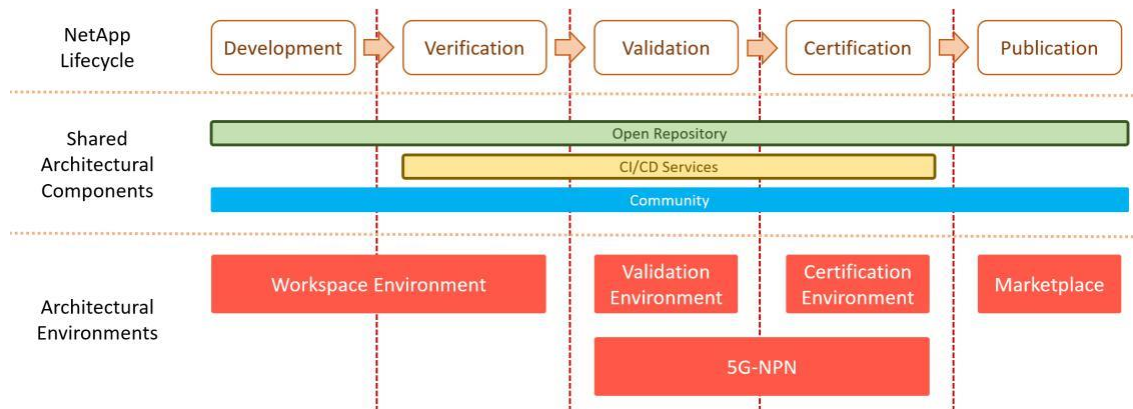 NetApp
Lifecycle
Development
Verification
Validation
Certification
Publication
Shared
Architectural
Components
Open Repository
CI/CD Services
Community
Architectural
Environments
Workspace Environment
Validation
Environment
Certification
Environment
Marketplace
5G-NPN